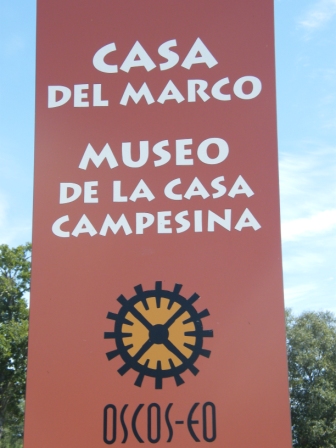 CASA
DEL MARCO
MUSEO
DE LA CASA
CAMPESINA
OSCOS-EO